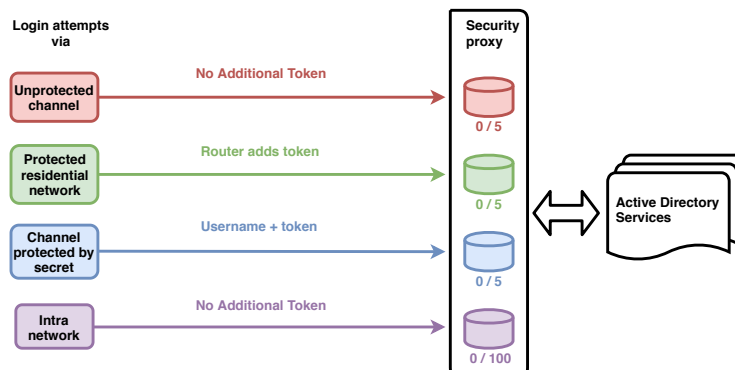 Login attempts
via
Security
proxy
Unprotected
channel
No Additional Token
0 / 5
Protected
residential
network
Router adds token
0 / 5
Channel
protected by
secret
Username + token
0 / 5
Intra
network
No Additional Token
0 / 100
Active Directory
Services